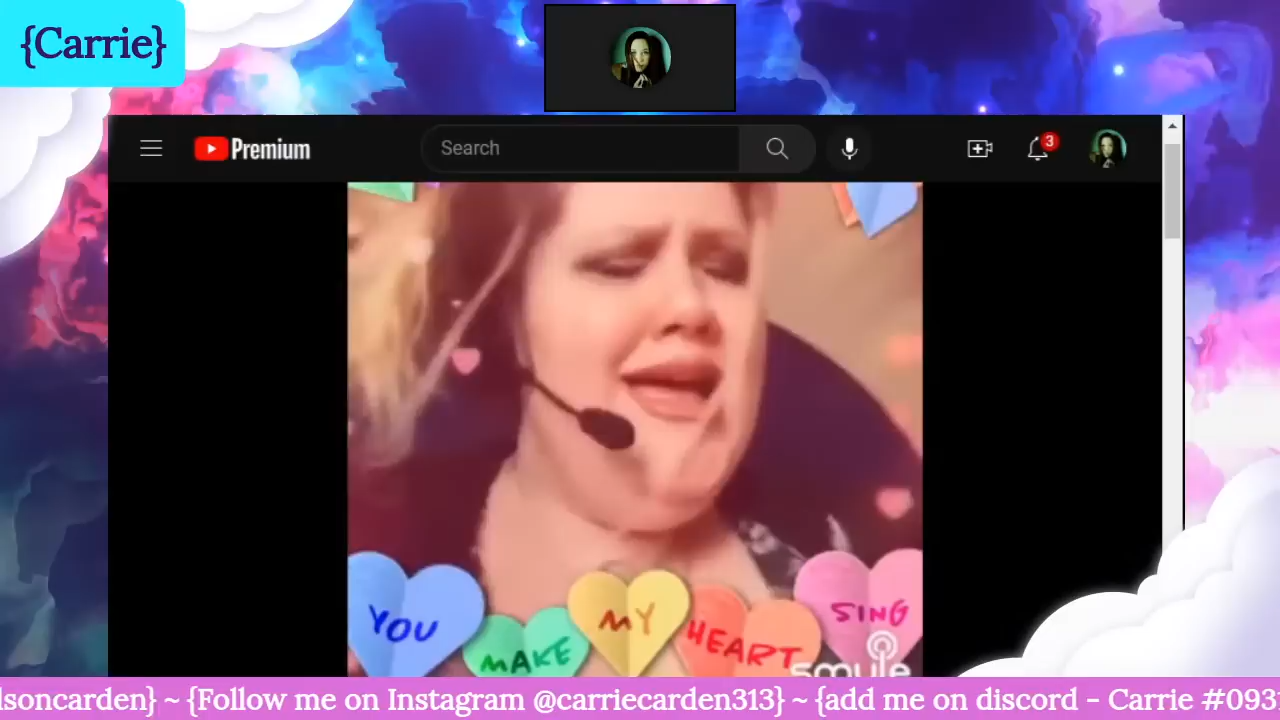 {Carrie}
Premium
Search
3
YOU MAKE MY HEART SING
smule
lsoncarden} ~ {Follow me on Instagram @carriecarden313} ~ {add me on discord - Carrie #093